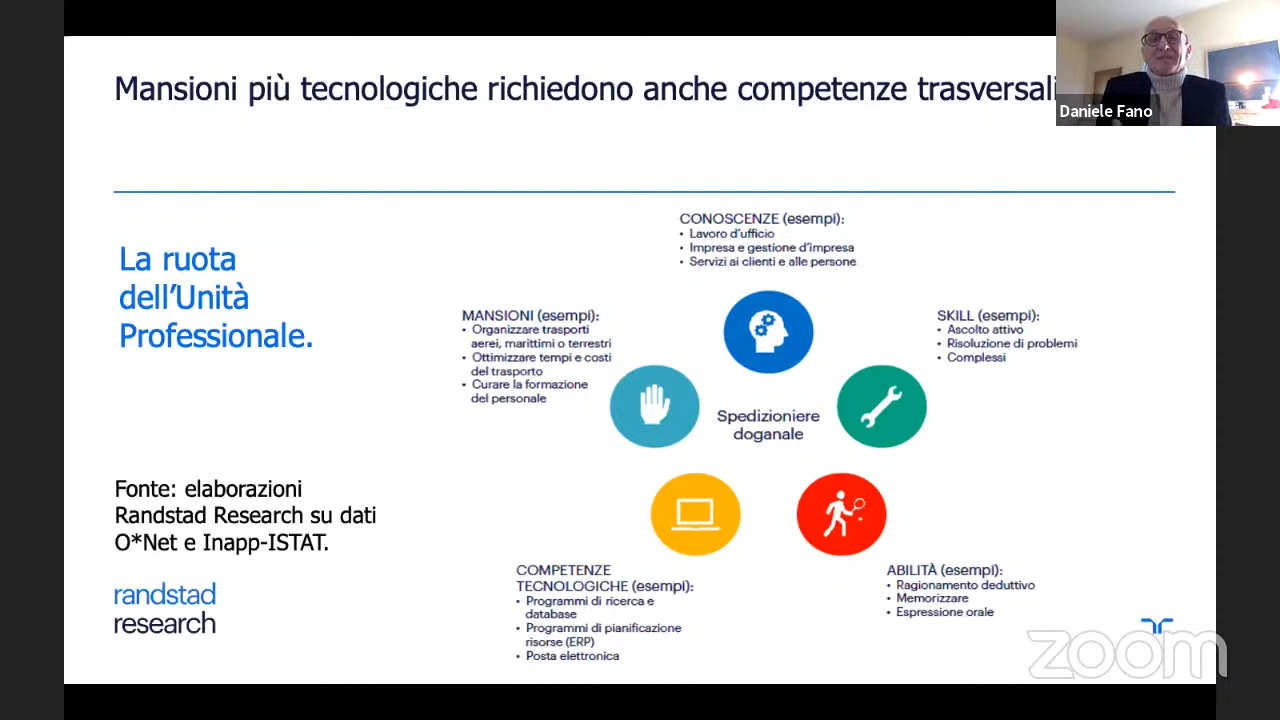 Mansioni più tecnologiche richiedono anche competenze trasversali
Daniele Fano
La ruota
dell'Unità
Professionale.
Fonte: elaborazioni
Randstad Research su dati
O*Net e Inapp-ISTAT.
randstad
research
CONOSCENZE (esempi):
• Lavoro d'ufficio
• Impresa e gestione d'impresa
• Servizi ai clienti e alle persone
MANSIONI (esempi):
• Organizzare trasporti
aerei, marittimi o terrestri
• Ottimizzare tempi e costi
del trasporto
• Curare la formazione
del personale
SKILL (esempi):
• Ascolto attivo
• Risoluzione di problemi
• Complessi
Spedizioniere
doganale
COMPETENZE
TECNOLOGICHE (esempi):
• Programmi di ricerca e
database
• Programmi di pianificazione
risorse (ERP)
• Posta elettronica
ABILITÀ (esempi):
• Ragionamento deduttivo
• Memorizzare
• Espressione orale
zoom